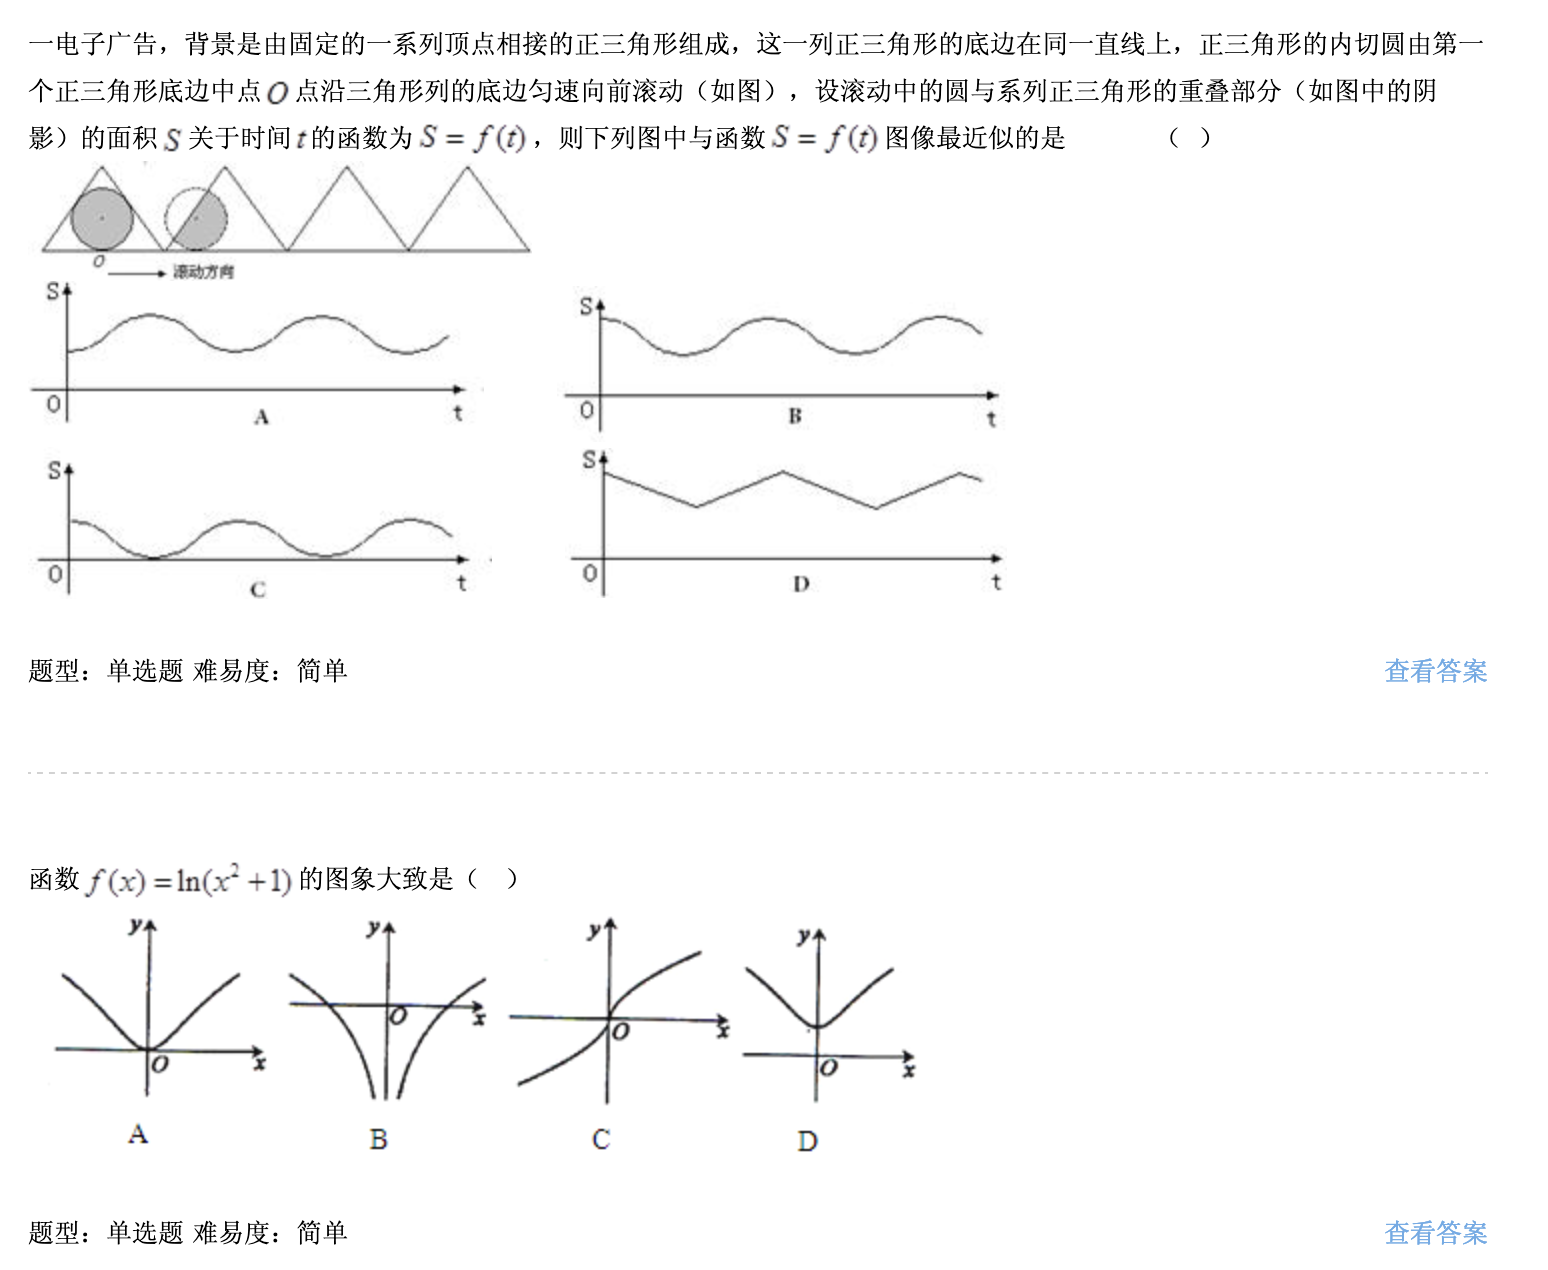 一电子广告，背景是由固定的一系列顶点相接的正三角形组成，这一列正三角形的底边在同一直线上，正三角形的内切圆由第一
个正三角形底边中点 O 点沿三角形列的底边匀速向前滚动（如图），设滚动中的圆与系列正三角形的重叠部分（如图中的阴
影）的面积 S 关于时间 t 的函数为 S = f(t)，则下列图中与函数 S = f(t) 图像最近似的是 （ ）
O
滚动方向
S
O
A
t
S
O
B
t
S
O
C
t
S
O
D
t
题型：单选题 难易度：简单
查看答案
函数 f(x) = ln(x² +1) 的图象大致是（ ）
y
O
x
A
y
O
x
B
y
O
x
C
y
O
x
D
题型：单选题 难易度：简单
查看答案